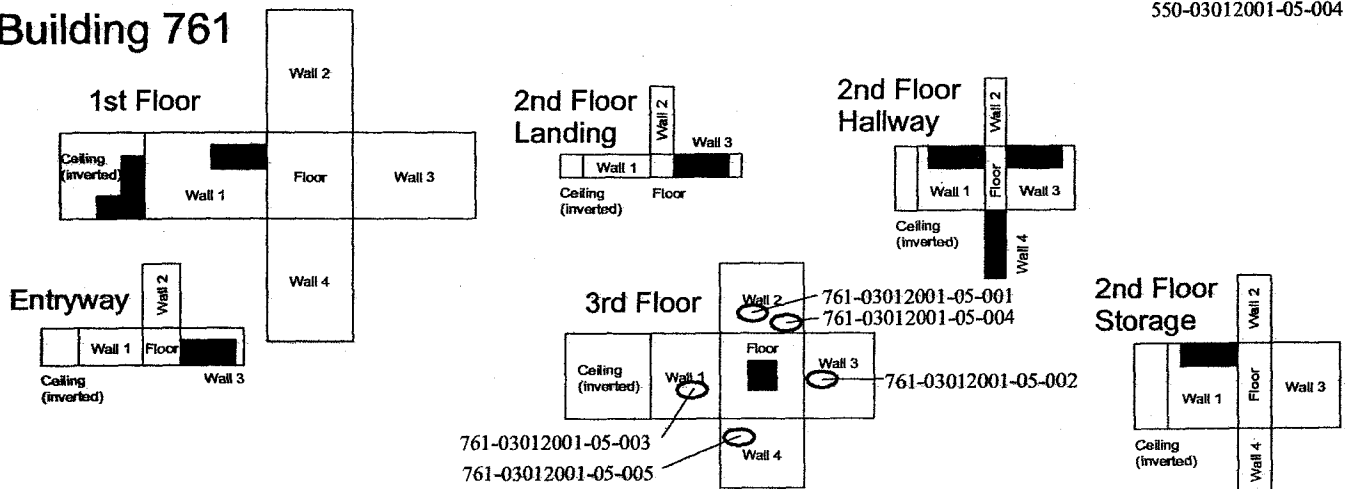 550-03012001-05-004
Building 761
1st Floor
Wall 2
Ceiling
(inverted)
Wall 1
Floor
Wall 3
Wall 4
2nd Floor
Landing
Wall 2
Wall 3
Wall 1
Ceiling
(inverted)
Floor
2nd Floor
Hallway
Wall 2
Wall 1
Floor
Wall 3
Ceiling
(inverted)
Wall 4
Entryway
Wall 2
Wall 1
Floor
Ceiling
(inverted)
Wall 3
3rd Floor
Wall 2
761-03012001-05-001
761-03012001-05-004
Floor
Ceiling
(inverted)
Wall 1
Wall 3
761-03012001-05-002
761-03012001-05-003
761-03012001-05-005
Wall 4
2nd Floor
Storage
Wall 2
Wall 1
Floor
Wall 3
Ceiling
(inverted)
Wall 4